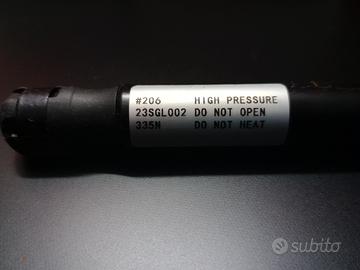 #206 HIGH PRESSURE
23SGL002 DO NOT OPEN
335N DO NOT HEAT
subito